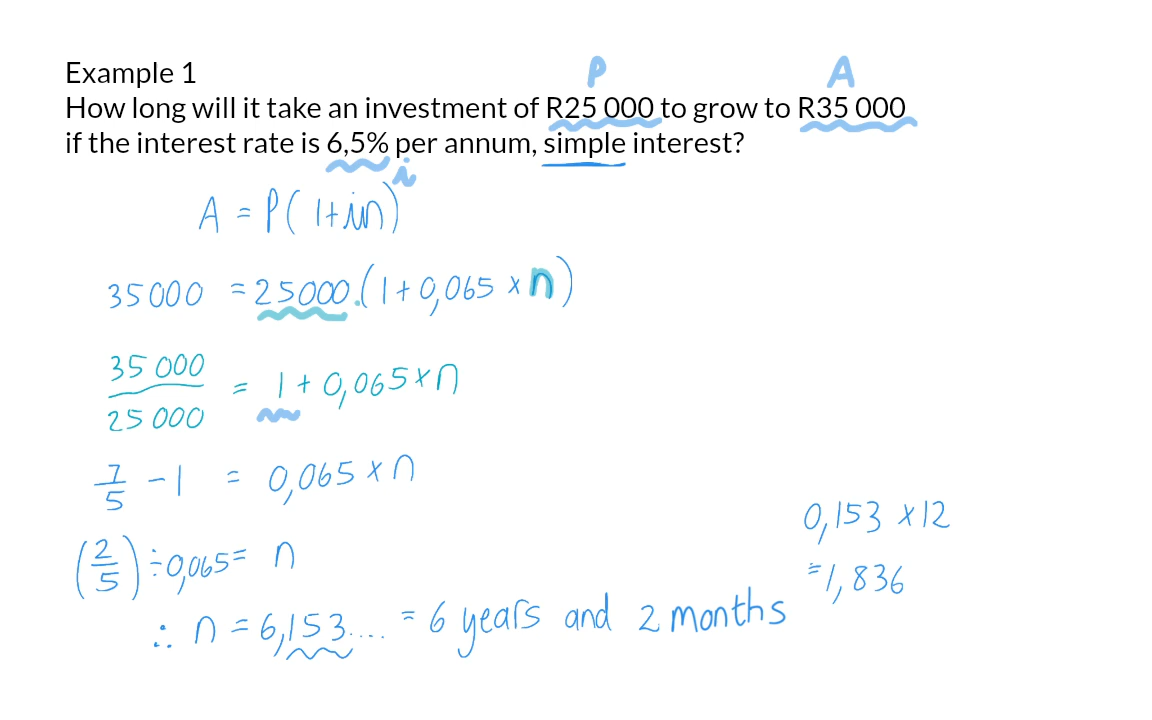 Example 1
P A
How long will it take an investment of R25 000 to grow to R35 000
if the interest rate is 6,5% per annum, simple interest?
i
A = P(1+in)
35 000 = 25000.(1+0,065 × n)
35 000
25 000
= 1+0,065×n
7/5 -1 = 0,065 × n
(2/5) ÷0,065= n
0,153 ×12
=1,836
∴ n = 6,153.... = 6 years and 2 months